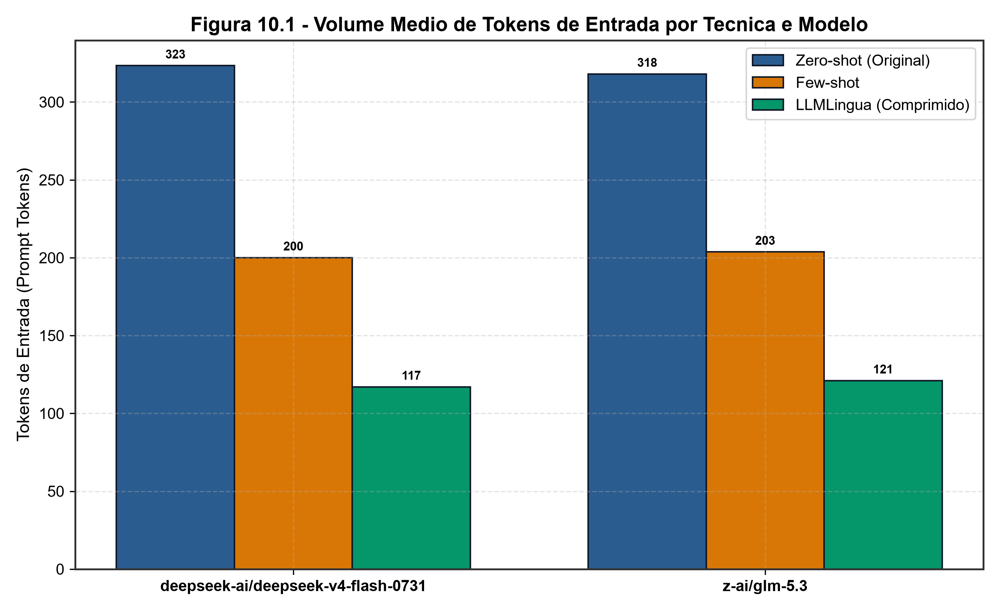 Figura 10.1 - Volume Medio de Tokens de Entrada por Tecnica e Modelo
323
318
Zero-shot (Original)
Few-shot
LLMLingua (Comprimido)
300
250
200
150
100
50
0
200
203
117
121
Tokens de Entrada (Prompt Tokens)
deepseek-ai/deepseek-v4-flash-0731
z-ai/glm-5.3